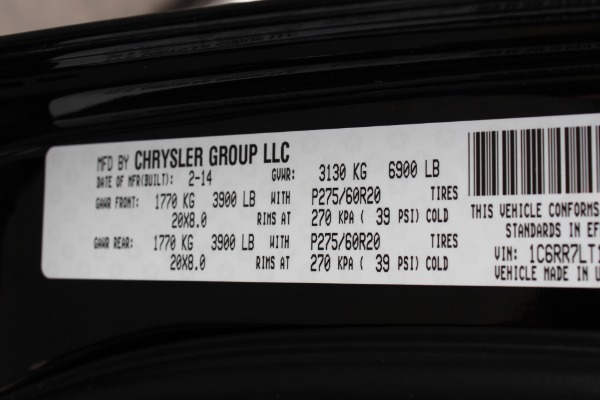 MFD BY CHRYSLER GROUP LLC
DATE OF MFR(BUILT): 2-14 GVWR: 3130 KG 6900 LB
GAWR FRONT: 1770 KG 3900 LB WITH P275/60R20 TIRES
20X8.0 RIMS AT 270 KPA ( 39 PSI) COLD
GAWR REAR: 1770 KG 3900 LB WITH P275/60R20 TIRES
20X8.0 RIMS AT 270 KPA ( 39 PSI) COLD
THIS VEHICLE CONFORMS
STANDARDS IN EF
VIN: 1C6RR7LT1
VEHICLE MADE IN U